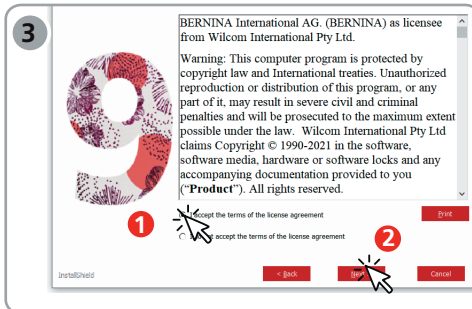 3
BERNINA International AG. (BERNINA) as licensee
from Wilcom International Pty Ltd.
Warning: This computer program is protected by
copyright law and International treaties. Unauthorized
reproduction or distribution of this program, or any
part of it, may result in severe civil and criminal
penalties and will be prosecuted to the maximum extent
possible under the law. Wilcom International Pty Ltd
claims Copyright © 1990-2021 in the software,
software media, hardware or software locks and any
accompanying documentation provided to you
(“Product”). All rights reserved.
9
I accept the terms of the license agreement
Print
1
accept the terms of the license agreement
2
InstallShield
< Back
Next
Cancel